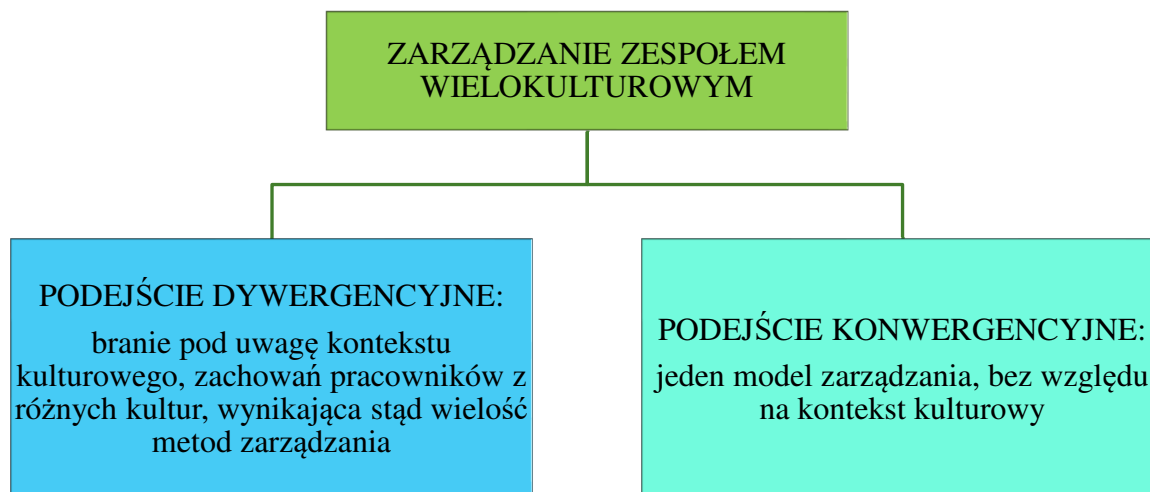 ZARZĄDZANIE ZESPOŁEM
WIELOKULTUROWYM
PODEJŚCIE DYWERGENCYJNE:
branie pod uwagę kontekstu
kulturowego, zachowań pracowników z
różnych kultur, wynikająca stąd wielość
metod zarządzania
PODEJŚCIE KONWERGENCYJNE:
jeden model zarządzania, bez względu
na kontekst kulturowy